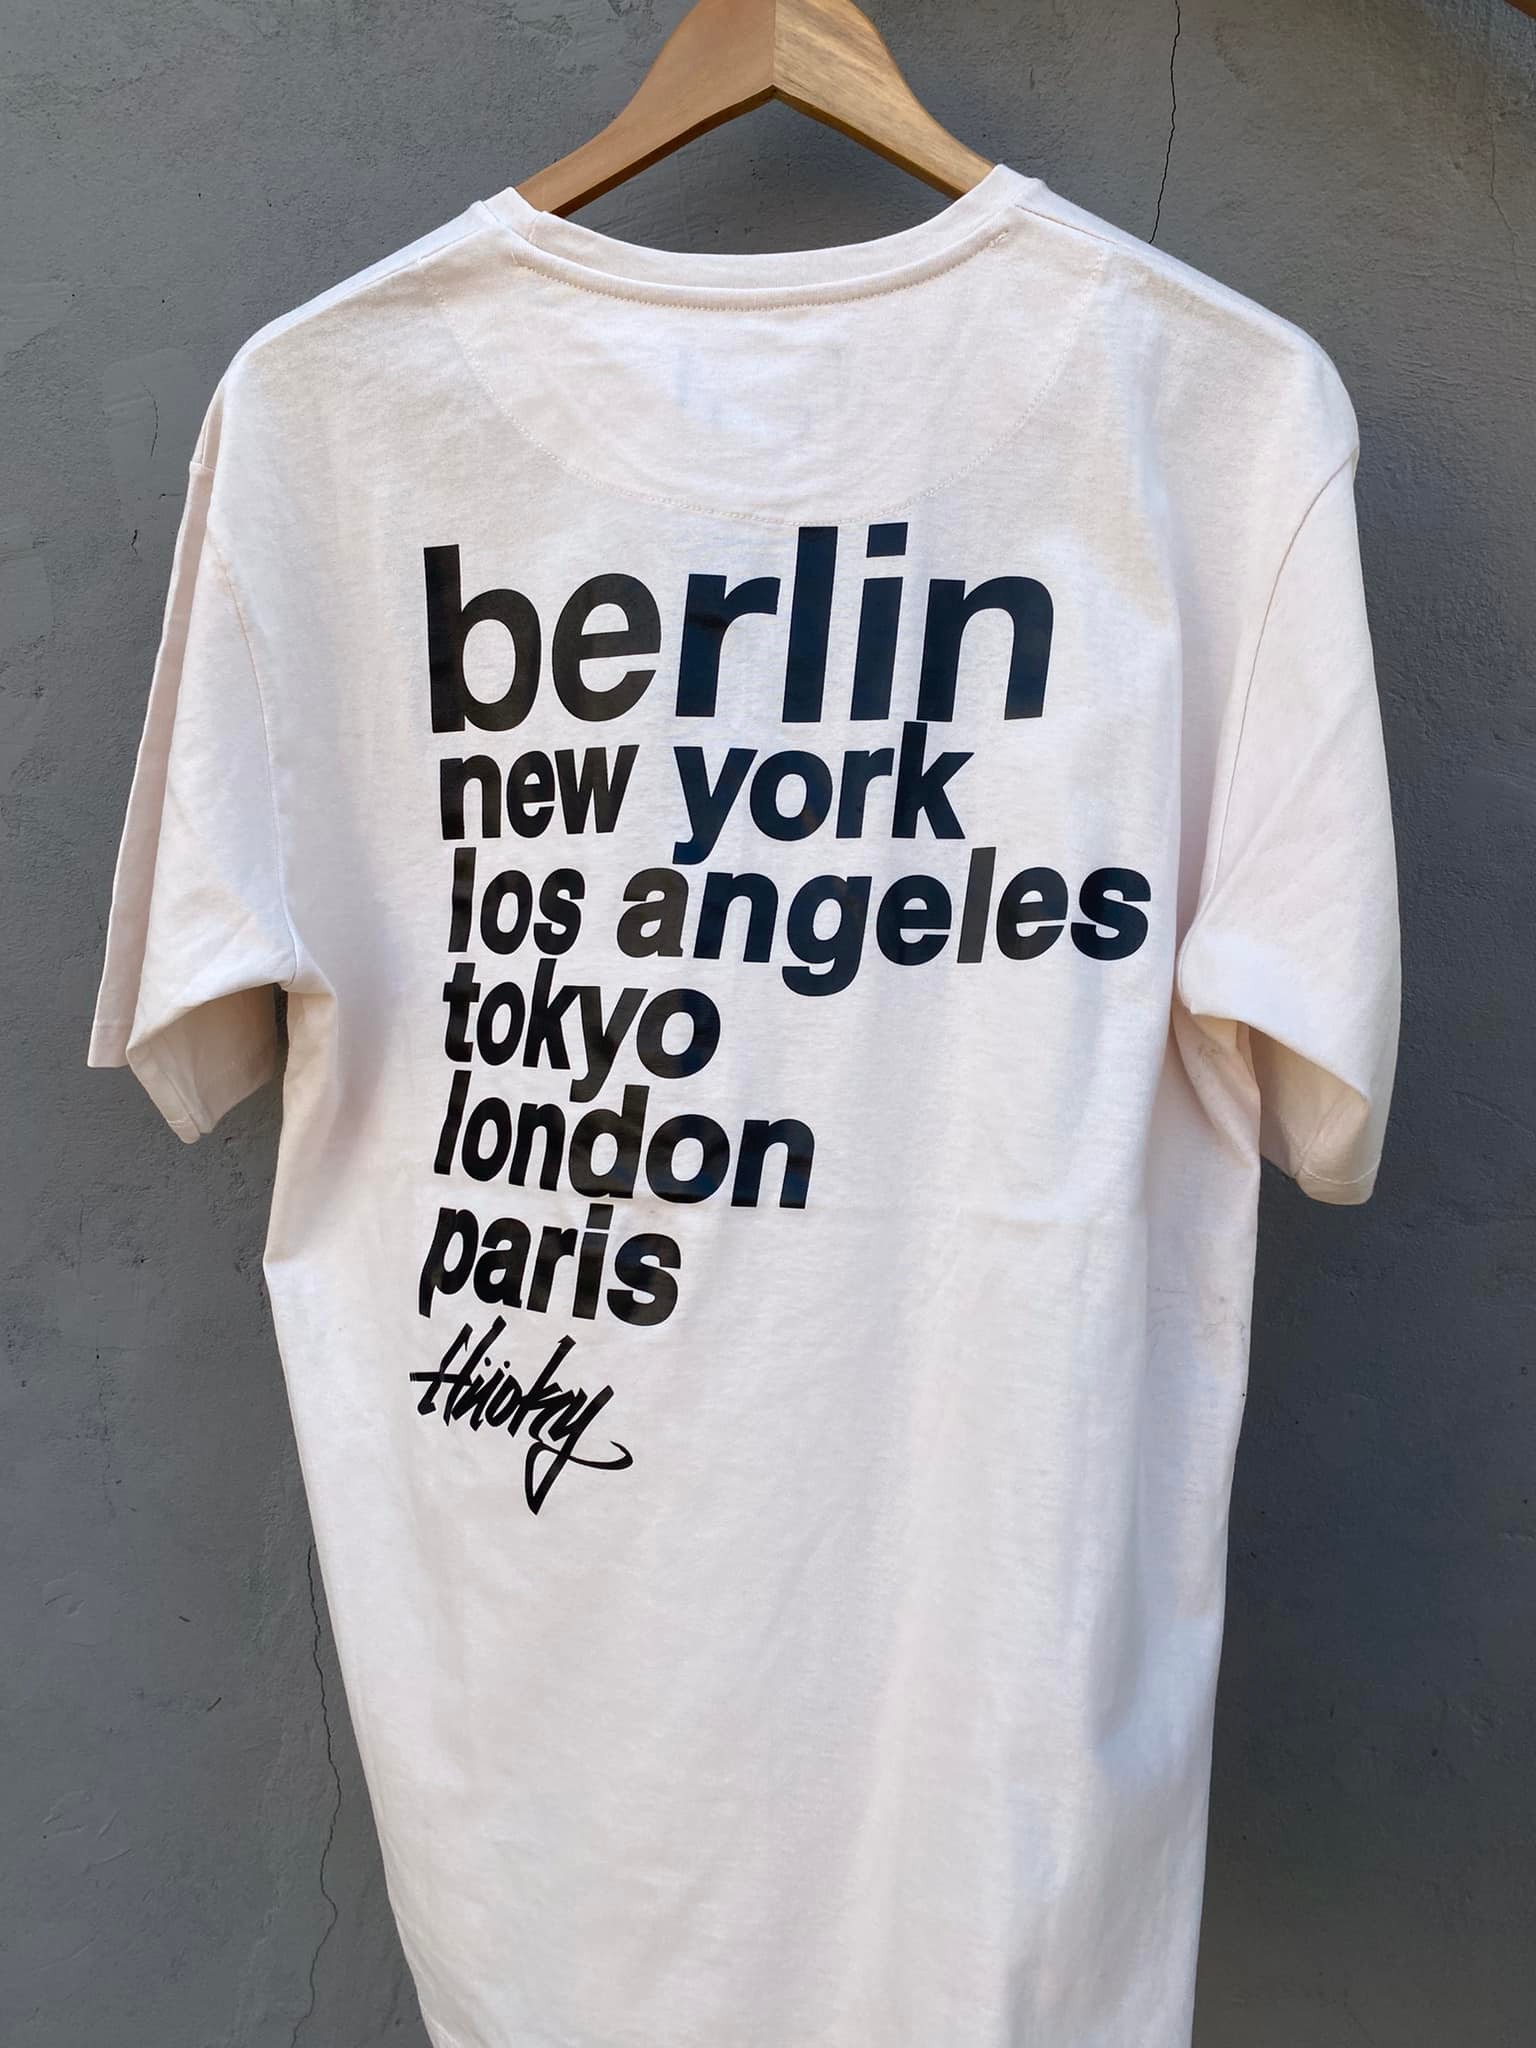 berlin
new york
los angeles
tokyo
london
paris